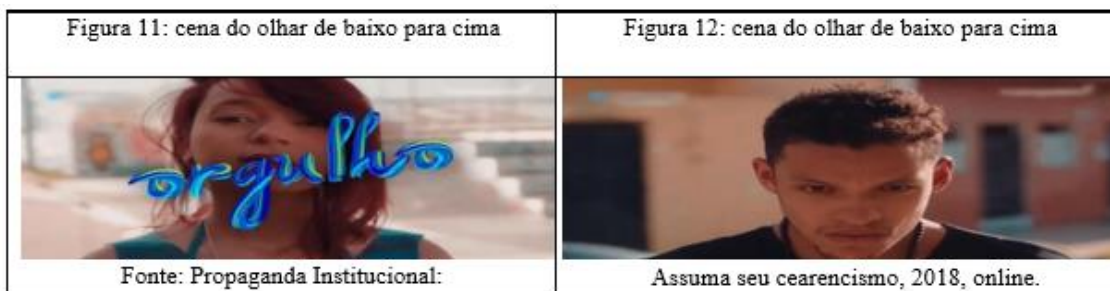 Figura 11: cena do olhar de baixo para cima
Figura 12: cena do olhar de baixo para cima
orgulho
Fonte: Propaganda Institucional:
Assuma seu cearencismo, 2018, online.